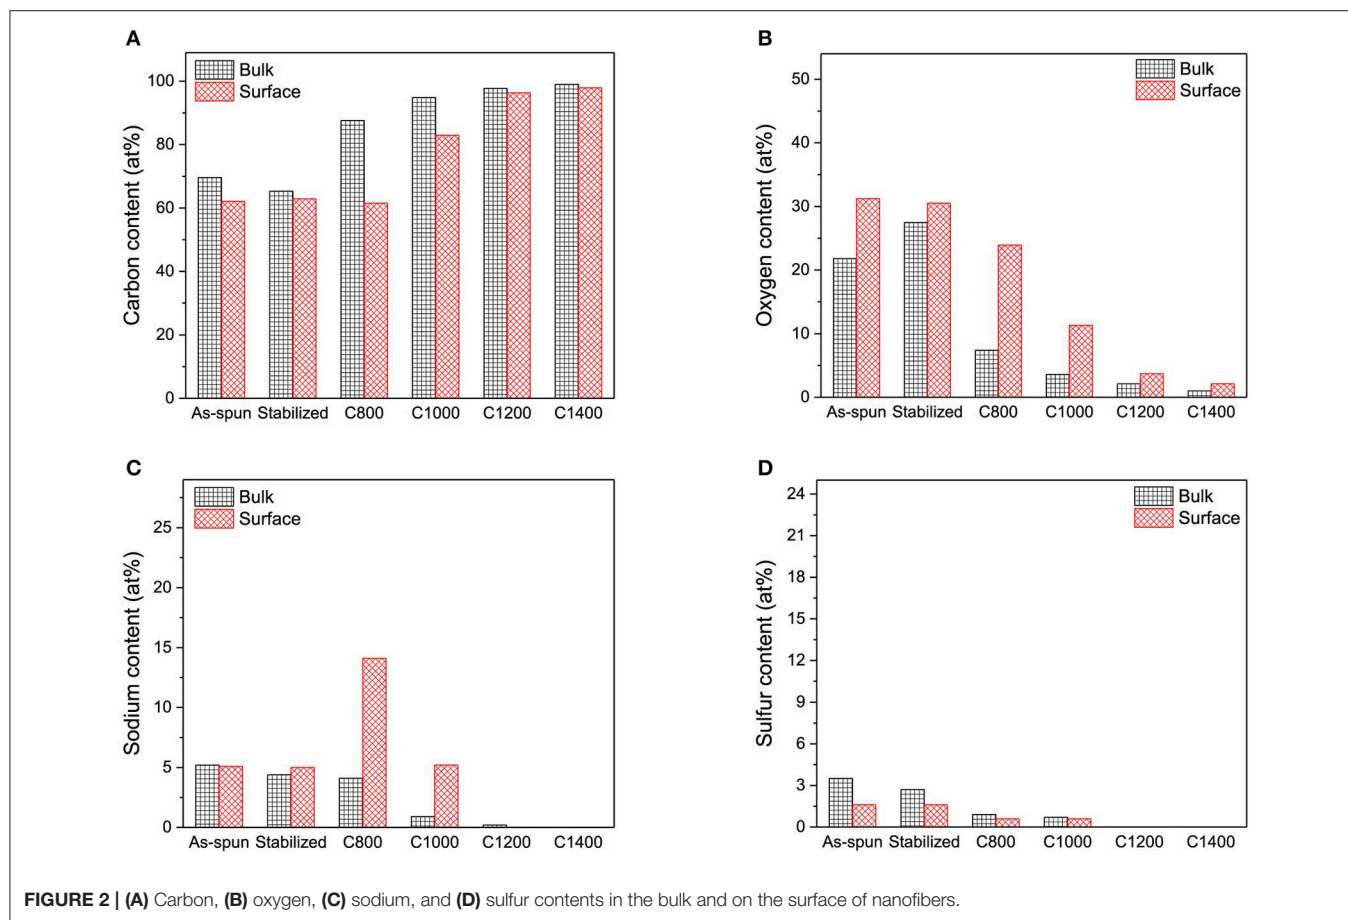 A
Bulk
Surface
100
80
60
40
20
0
Carbon content (at%)
As-spun Stabilized C800 C1000 C1200 C1400
B
Bulk
Surface
50
40
30
20
10
0
Oxygen content (at%)
As-spun Stabilized C800 C1000 C1200 C1400
C
Bulk
Surface
25
20
15
10
5
0
Sodium content (at%)
As-spun Stabilized C800 C1000 C1200 C1400
D
Bulk
Surface
24
21
18
15
12
9
6
3
0
Sulfur content (at%)
As-spun Stabilized C800 C1000 C1200 C1400
FIGURE 2 | (A) Carbon, (B) oxygen, (C) sodium, and (D) sulfur contents in the bulk and on the surface of nanofibers.